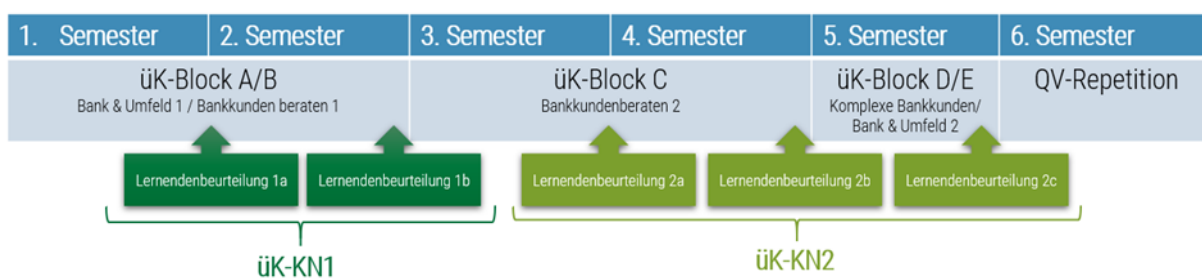 1. Semester
2. Semester
3. Semester
4. Semester
5. Semester
6. Semester
üK-Block A/B
Bank & Umfeld 1 / Bankkunden beraten 1
üK-Block C
Bankkundenberaten 2
üK-Block D/E
Komplexe Bankkunden/
Bank & Umfeld 2
QV-Repetition
Lernendenbeurteilung 1a
Lernendenbeurteilung 1b
Lernendenbeurteilung 2a
Lernendenbeurteilung 2b
Lernendenbeurteilung 2c
üK-KN1
üK-KN2